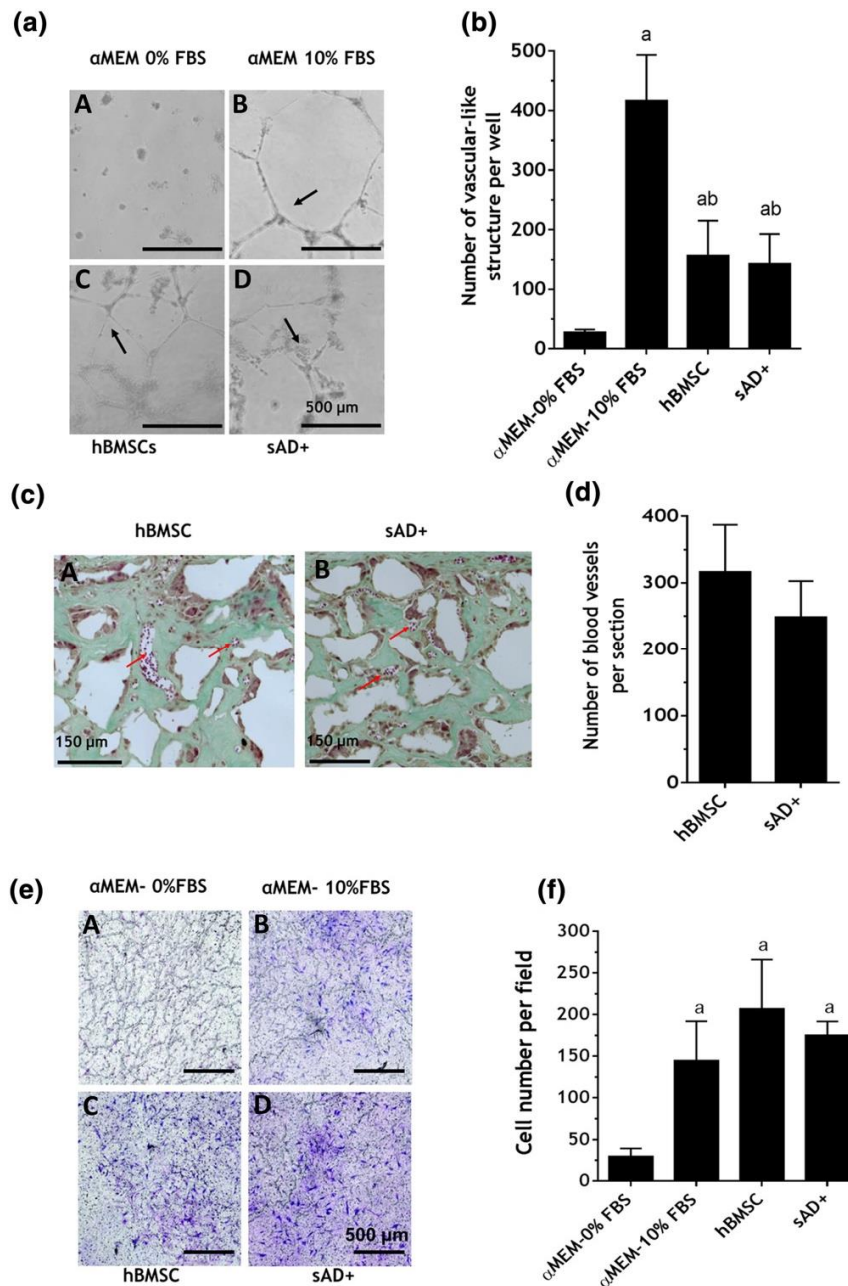 (a)
αMEM 0% FBS
αMEM 10% FBS
A
B
C
D
500 µm
hBMSCs
sAD+
(b)
Number of vascular-like
structure per well
500
400
300
200
100
0
a
ab
ab
αMEM-0% FBS
αMEM-10% FBS
hBMSC
sAD+
(c)
hBMSC
sAD+
A
B
150 µm
150 µm
(d)
Number of blood vessels
per section
400
300
200
100
0
hBMSC
sAD+
(e)
αMEM- 0%FBS
αMEM- 10%FBS
A
B
C
D
500 µm
hBMSC
sAD+
(f)
Cell number per field
250
200
150
100
50
0
a
a
a
αMEM-0% FBS
αMEM-10% FBS
hBMSC
sAD+